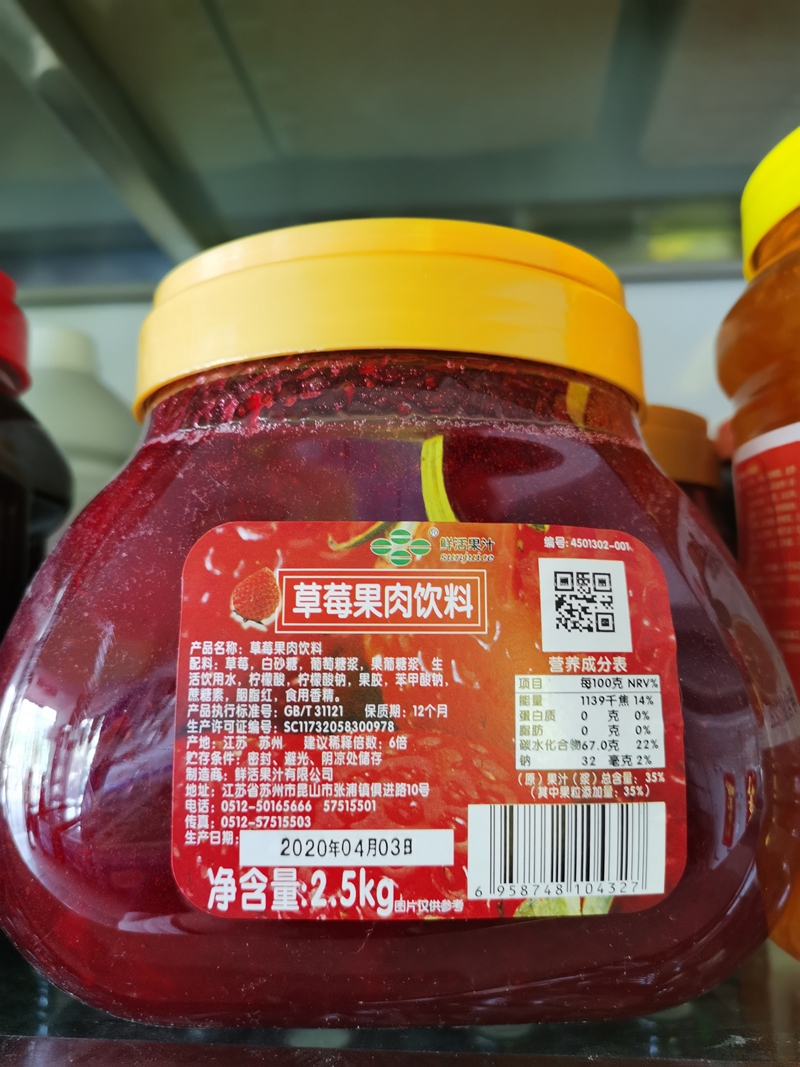 鲜活果汁
sunjuice
编号:4501302-001
草莓果肉饮料
产品名称：草莓果肉饮料
配料：草莓，白砂糖，葡萄糖浆，果葡糖浆，生
活饮用水，柠檬酸，柠檬酸钠，果胶，苯甲酸钠，
蔗糖素，胭脂红，食用香精。
产品执行标准号：GB/T 31121 保质期：12个月
生产许可证编号：SC11732058300978
产地：江苏 苏州 建议稀释倍数：6倍
贮存条件：密封、避光、阴凉处储存
制造商：鲜活果汁有限公司
地址：江苏省苏州市昆山市张浦镇俱进路10号
电话：0512-50165666 57515501
传真：0512-57515503
生产日期：
2020年04月03日
净含量:2.5kg
图片仅供参考
营养成分表
项目 每100克 NRV%
能量 1139千焦 14%
蛋白质 0 克 0%
脂肪 0 克 0%
碳水化合物67.0克 22%
钠 32 毫克 2%
（原）果汁（浆）总含量：35%
（其中果粒添加量：35%）
6 958748 104327